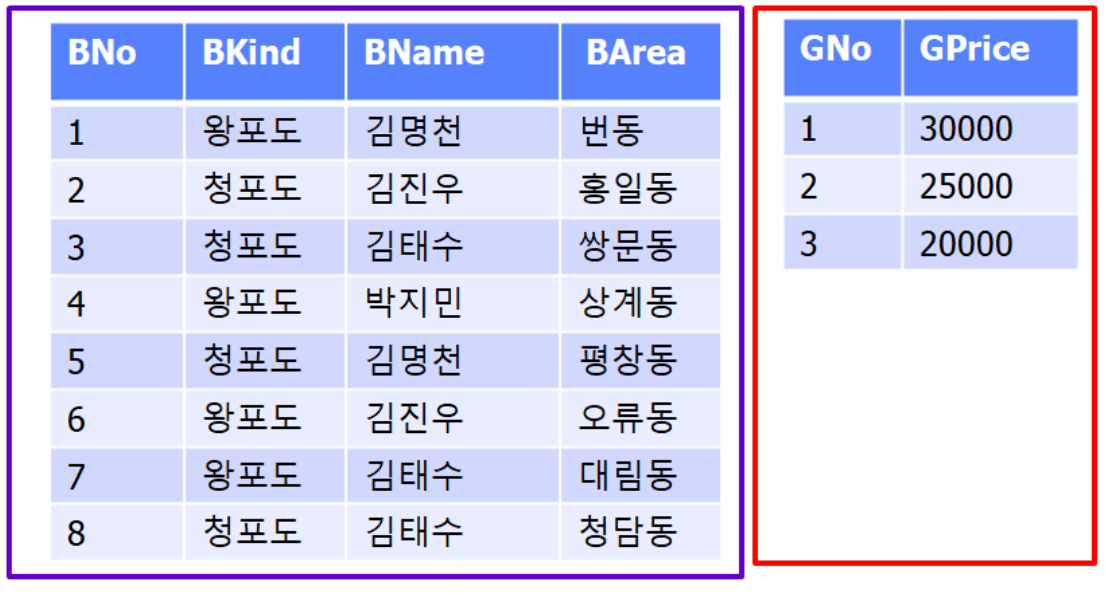 BNo BKind BName BArea
1 왕포도 김명천 번동
2 청포도 김진우 홍일동
3 청포도 김태수 쌍문동
4 왕포도 박지민 상계동
5 청포도 김명천 평창동
6 왕포도 김진우 오류동
7 왕포도 김태수 대림동
8 청포도 김태수 청담동
GNo GPrice
1 30000
2 25000
3 20000